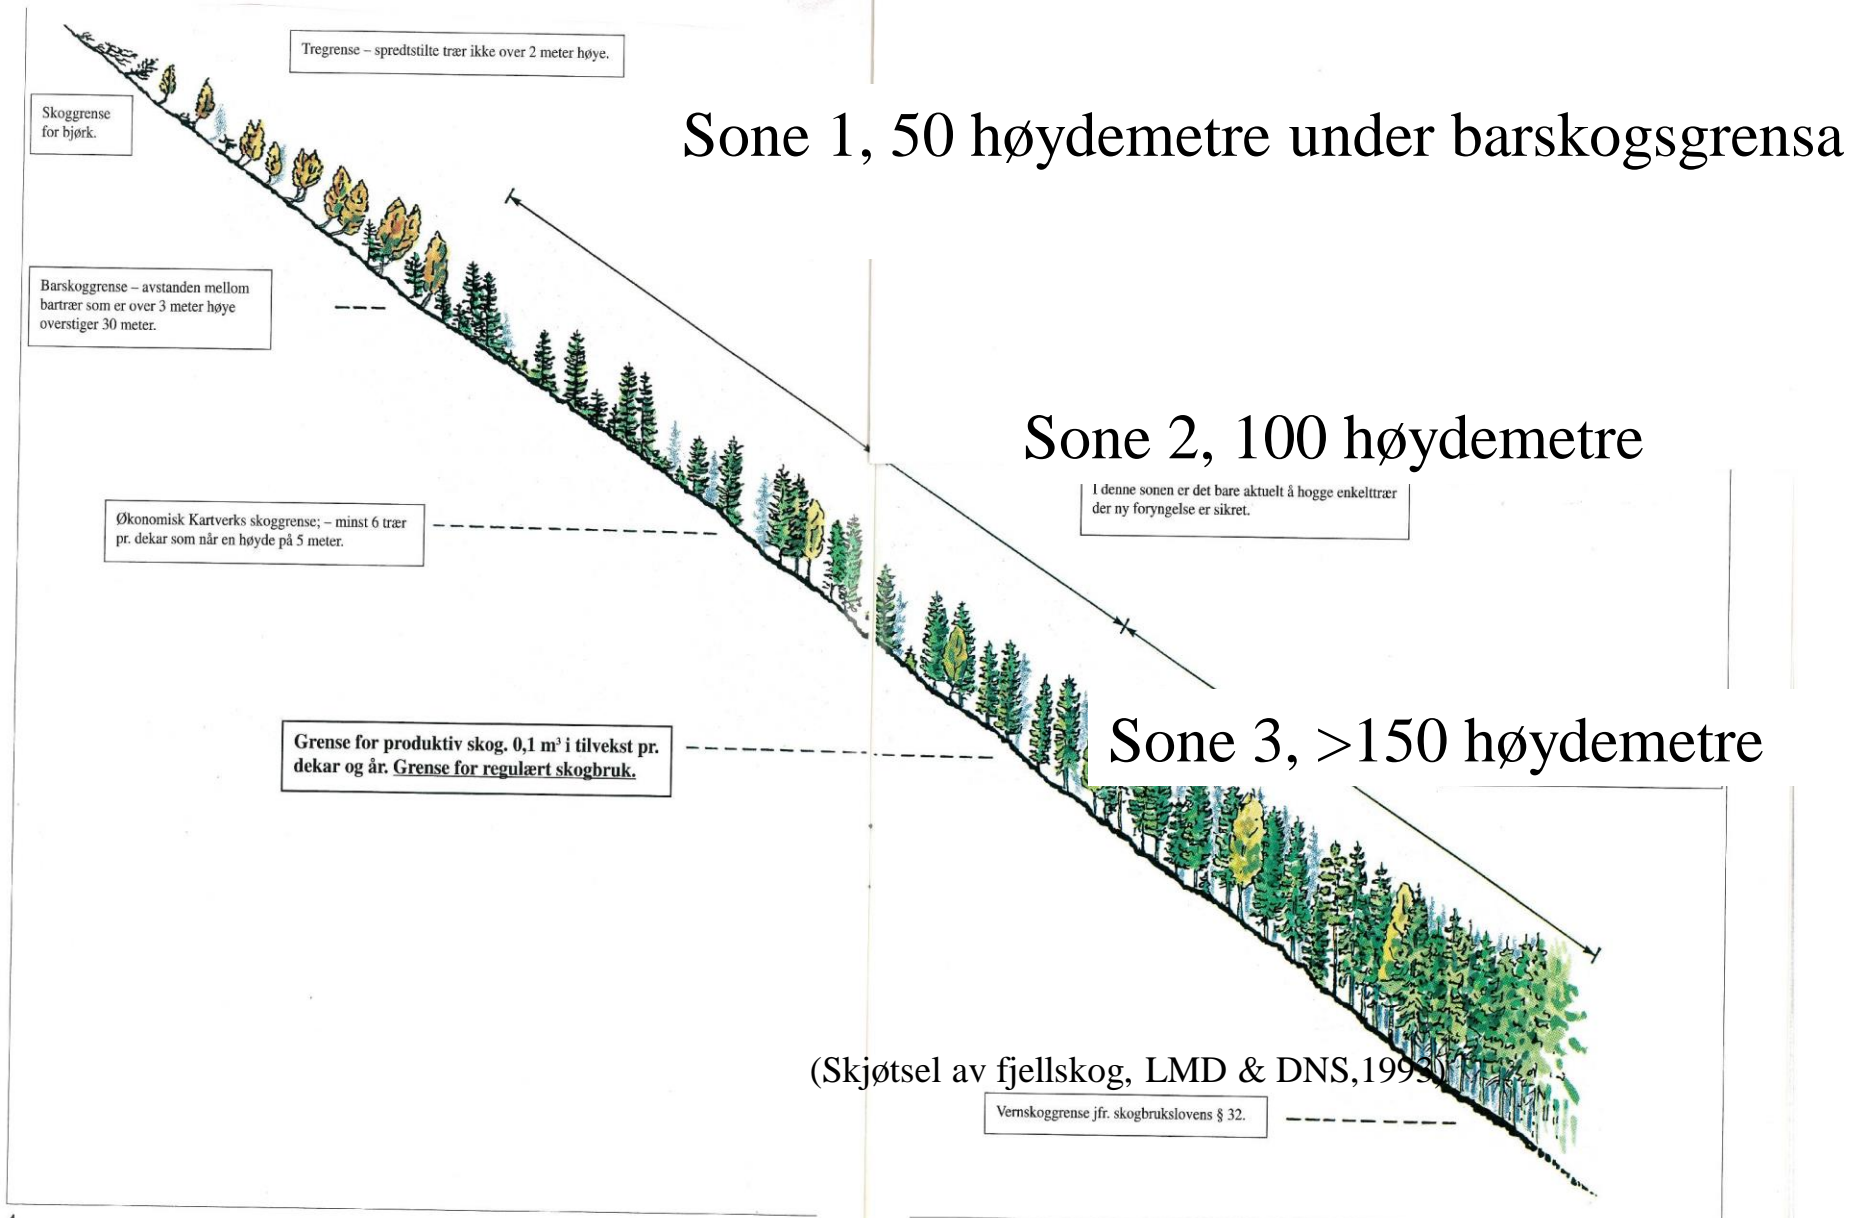 Tregrense – spredtstilte trær ikke over 2 meter høye.
Skoggrense
for bjørk.
Sone 1, 50 høydemetre under barskogsgrensa
Barskoggrense – avstanden mellom
bartrær som er over 3 meter høye
overstiger 30 meter.
Sone 2, 100 høydemetre
I denne sonen er det bare aktuelt å hogge enkelttrær
der ny foryngelse er sikret.
Økonomisk Kartverks skoggrense; – minst 6 trær
pr. dekar som når en høyde på 5 meter.
Grense for produktiv skog. 0,1 m³ i tilvekst pr.
dekar og år. Grense for regulært skogbruk.
Sone 3, >150 høydemetre
(Skjøtsel av fjellskog, LMD & DNS,1993)
Vernskoggrense jfr. skogbrukslovens § 32.